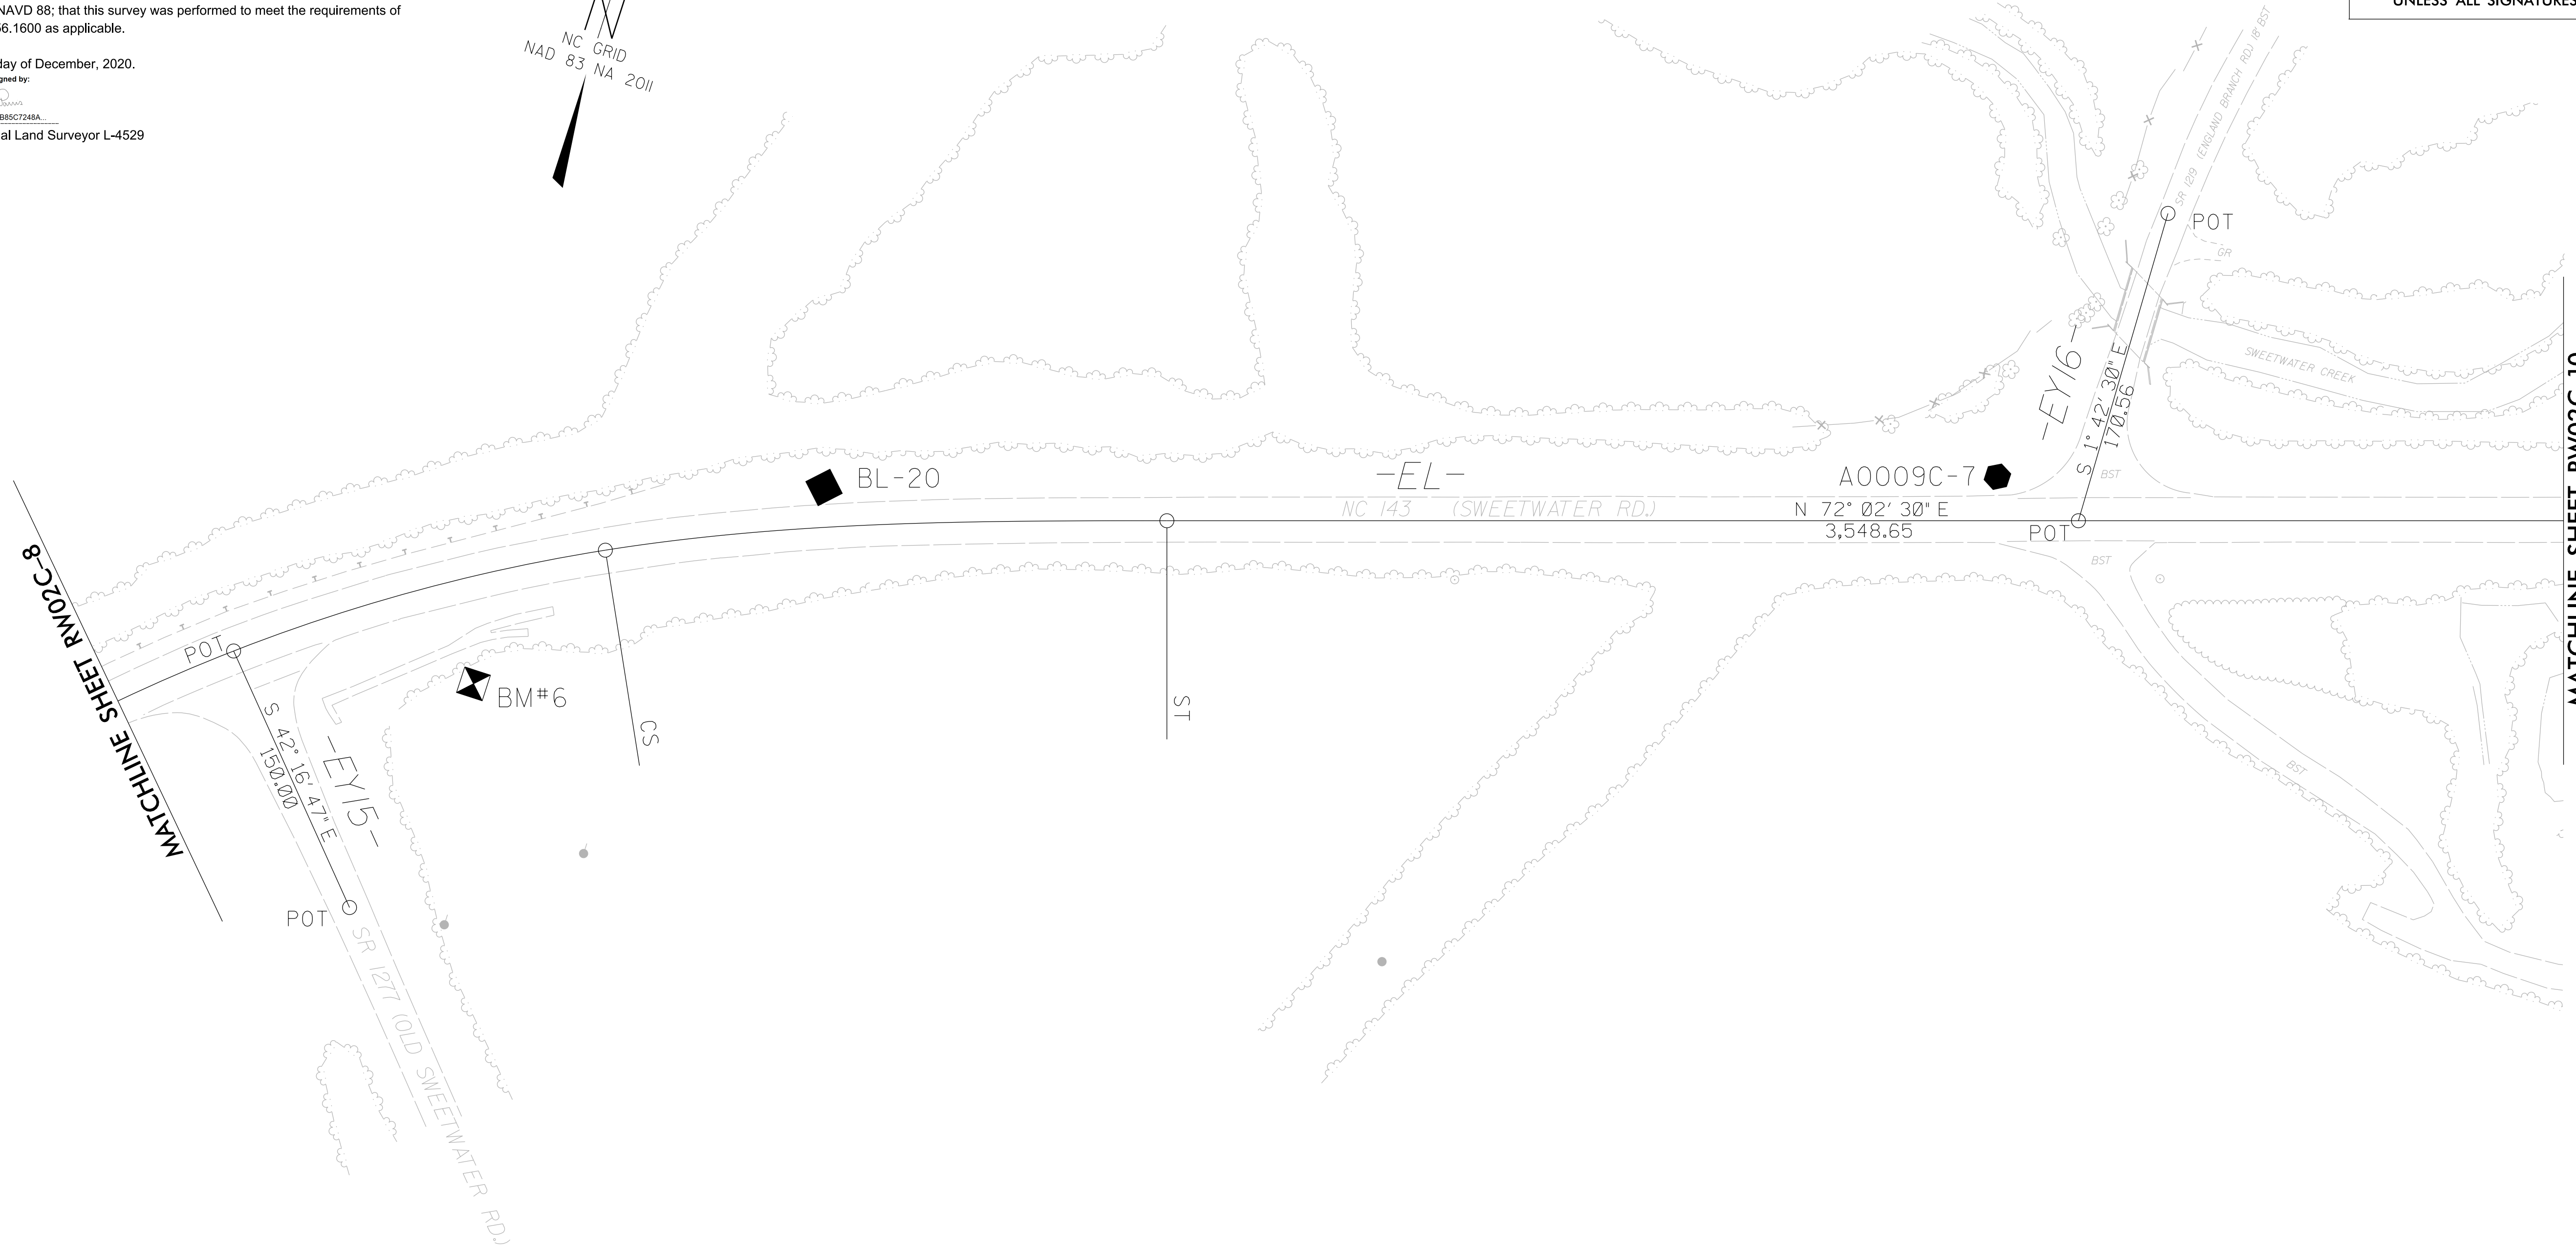 NAVD 88; that this survey was performed to meet the requirements of
56.1600 as applicable.
day of December, 2020.
gned by:
B85C7248A...
al Land Surveyor L-4529
NC GRID
NAD 83 NA 2011
UNLESS ALL SIGNATURES
SR 1219 (ENGLAND BRANCH RD.) 18' BST
POT
GR
SWEETWATER CREEK
-EY16-
S 1° 42' 30" E
170.56
BL-20
-EL-
A0009C-7
BST
NC 143 (SWEETWATER RD.)
N 72° 02' 30" E
3,548.65
POT
BST
MATCHLINE SHEET RW02C-10
MATCHLINE SHEET RW02C-8
POT
BM#6
CS
ST
S 42° 16' 47" E
150.00
-EY15-
POT
BST
SR 1277 (OLD SWEETWATER RD.)